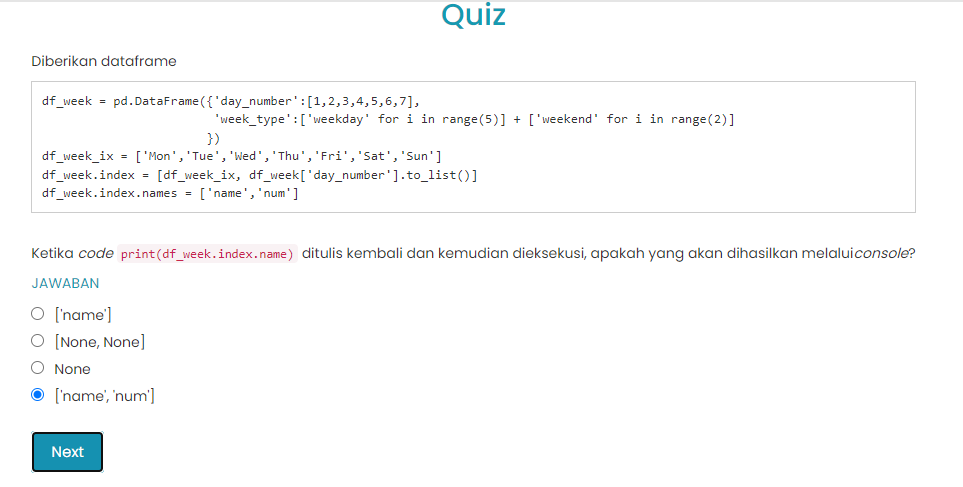 Quiz
Diberikan dataframe
df_week = pd.DataFrame({'day_number':[1,2,3,4,5,6,7],
'week_type':['weekday' for i in range(5)] + ['weekend' for i in range(2)]
})
df_week_ix = ['Mon','Tue','Wed','Thu','Fri','Sat','Sun']
df_week.index = [df_week_ix, df_week['day_number'].to_list()]
df_week.index.names = ['name','num']
Ketika code print(df_week.index.name) ditulis kembali dan kemudian dieksekusi, apakah yang akan dihasilkan melaluiconsole?
JAWABAN
['name']
[None, None]
None
['name', 'num']
Next